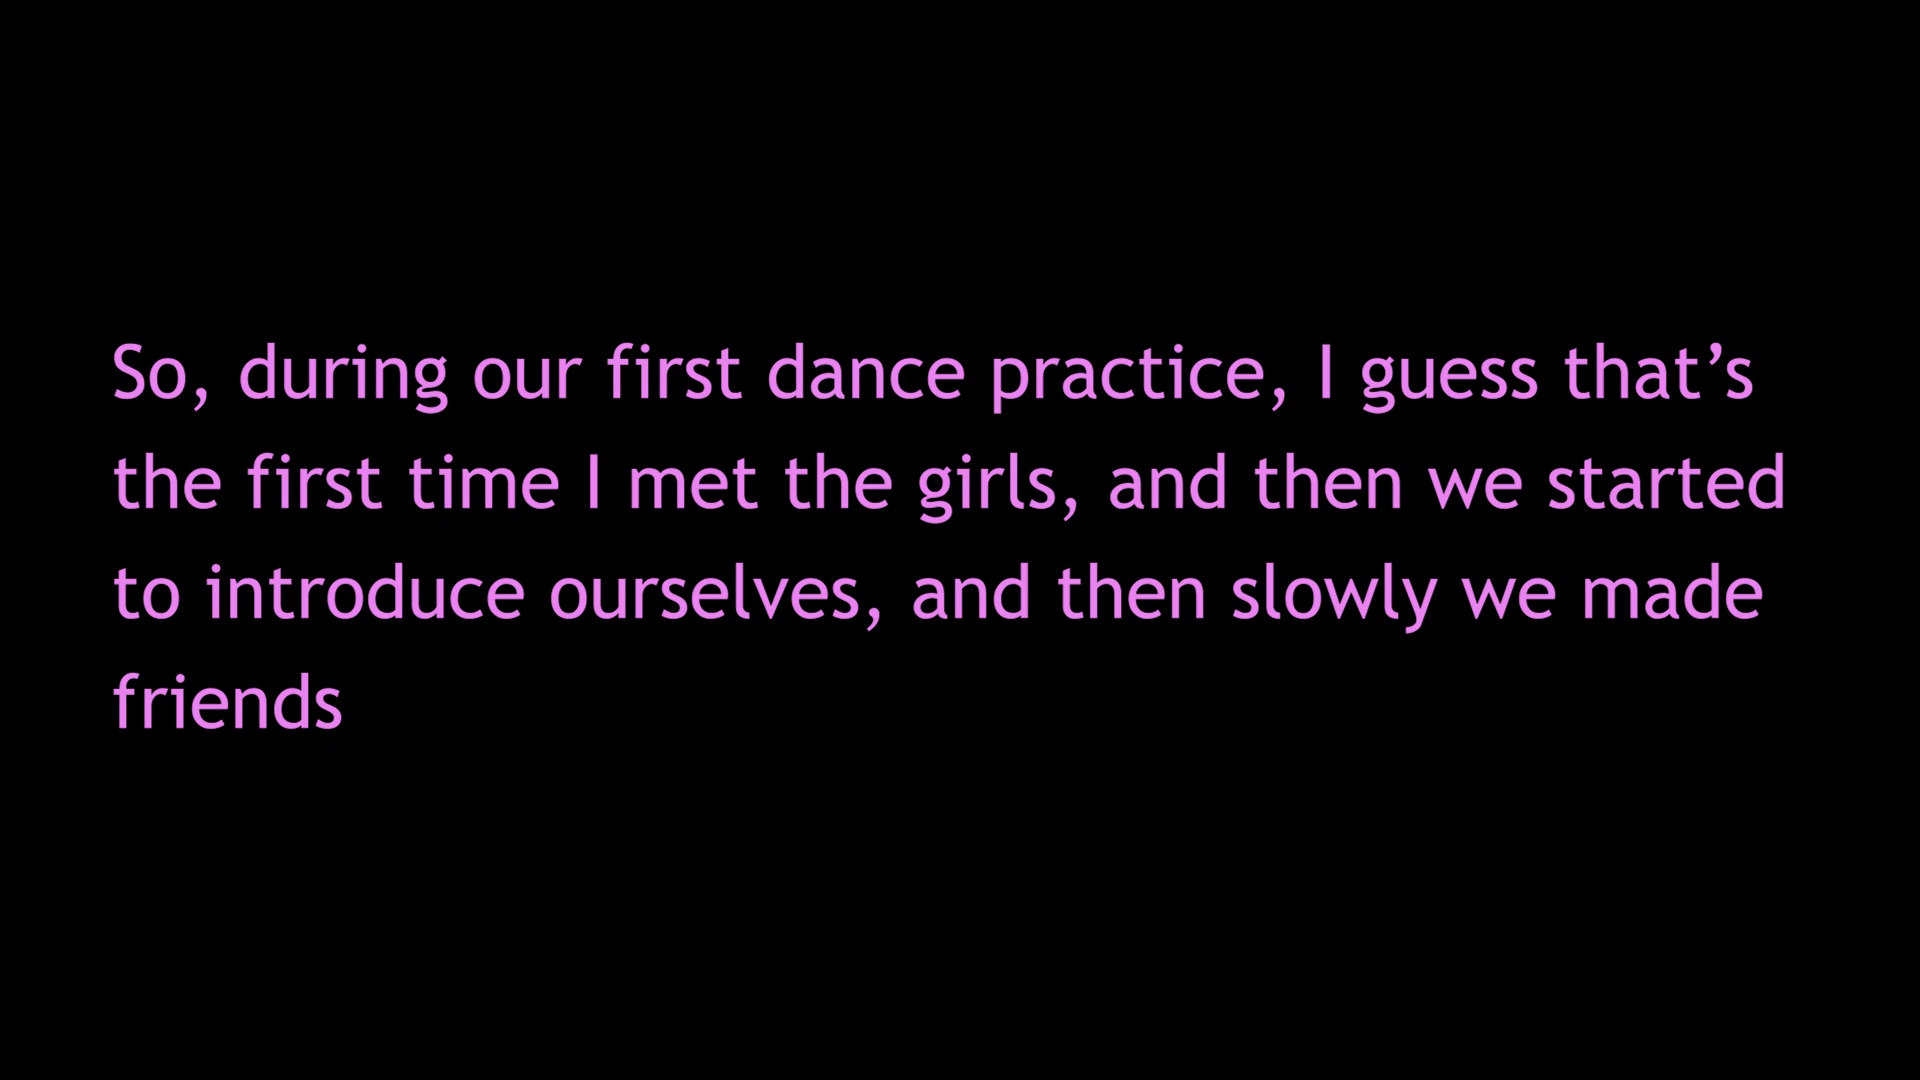 So, during our first dance practice, I guess that’s
the first time I met the girls, and then we started
to introduce ourselves, and then slowly we made
friends